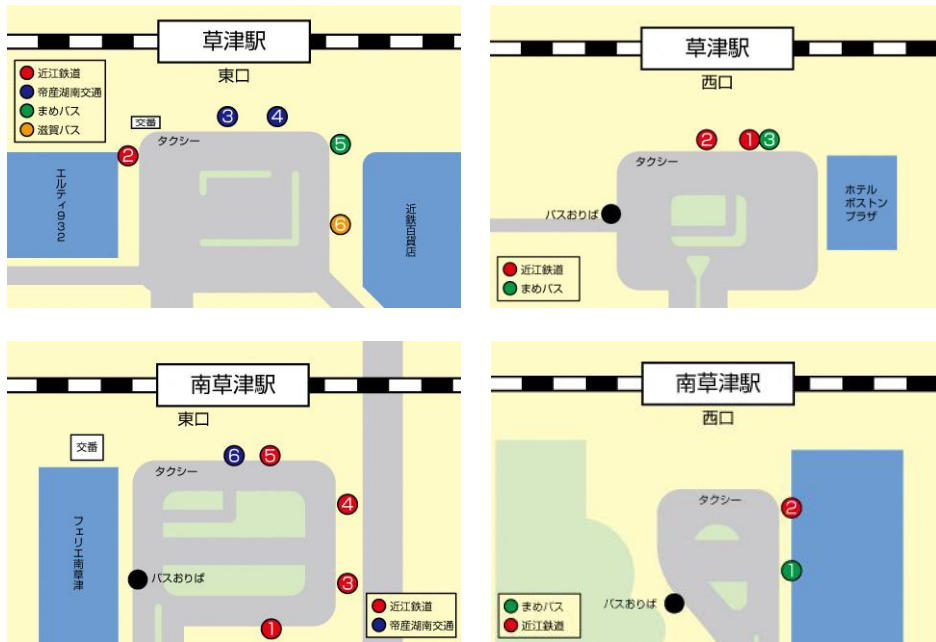 草津駅
東口
近江鉄道
帝産湖南交通
まめバス
滋賀バス
交番
タクシー
3
4
2
5
6
エルティ932
近鉄百貨店
草津駅
西口
2
1
3
タクシー
バスおりば
ホテル
ボストン
プラザ
近江鉄道
まめバス
南草津駅
東口
交番
タクシー
6
5
4
フェリエ南草津
バスおりば
3
1
近江鉄道
帝産湖南交通
南草津駅
西口
タクシー
2
1
バスおりば
まめバス
近江鉄道